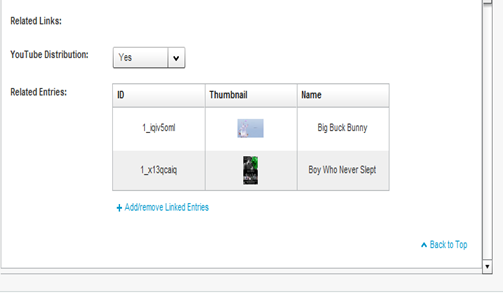 Related Links:
YouTube Distribution: Yes
Related Entries:
ID Thumbnail Name
1_iqiv5oml Big Buck Bunny
1_x13qcaiq Boy Who Never Slept
Add/remove Linked Entries
Back to Top